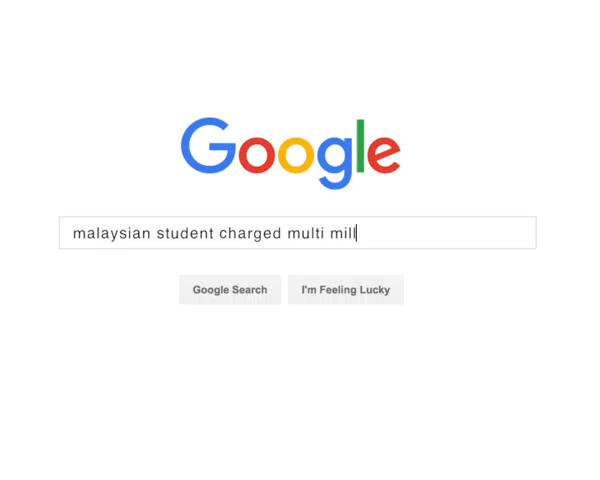 Google
malaysian student charged multi mill
Google Search
I'm Feeling Lucky